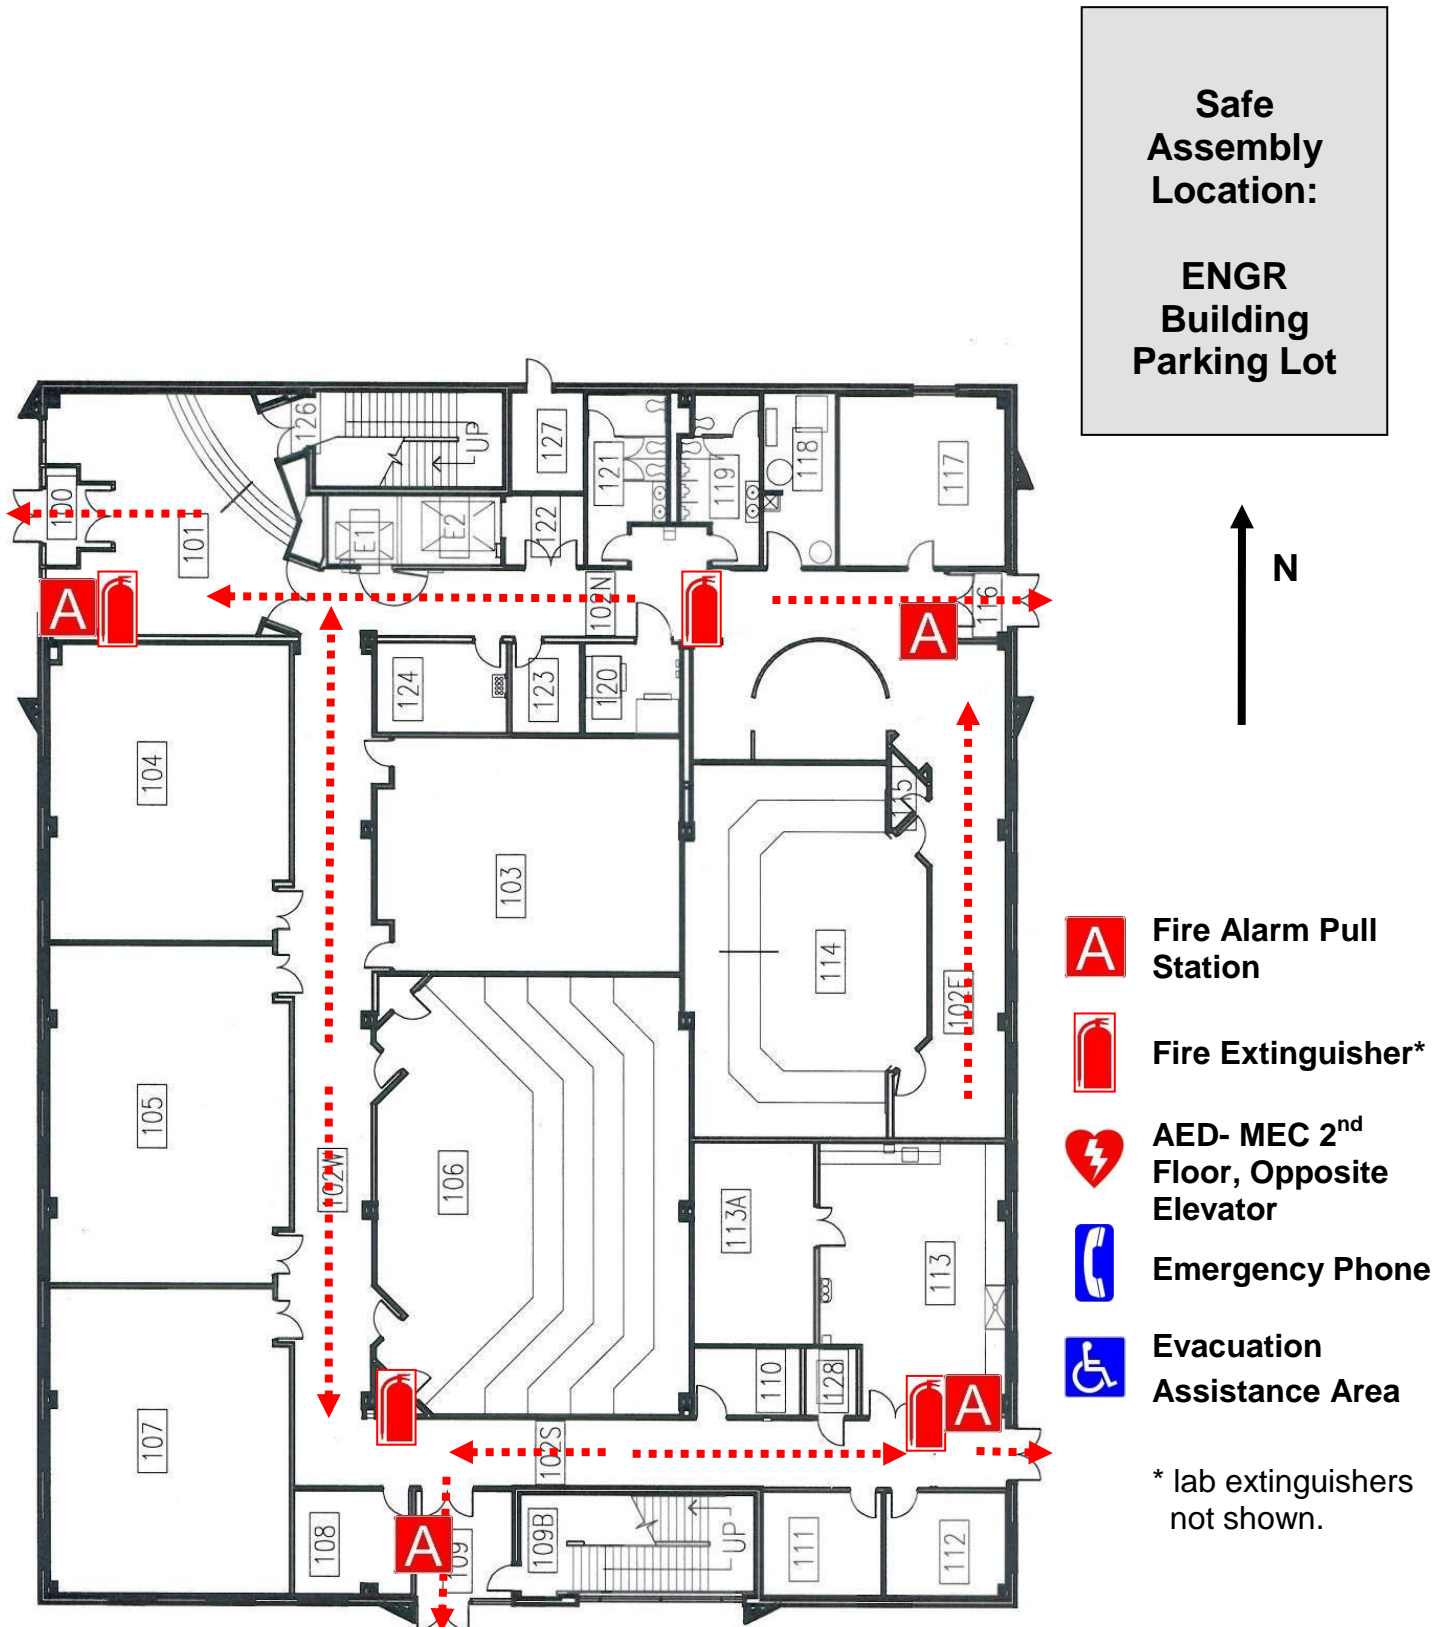 Safe
Assembly
Location:
ENGR
Building
Parking Lot
N
126
UP
127
121
119
118
117
100
101
E1
E2
122
A
102N
116
A
124
123
120
104
103
15
114
102E
105
102W
106
113A
113
107
110
128
A
102S
108
A
109
109B
UP
111
112
A
Fire Alarm Pull
Station
Fire Extinguisher*
AED- MEC 2nd
Floor, Opposite
Elevator
Emergency Phone
Evacuation
Assistance Area
* lab extinguishers
not shown.